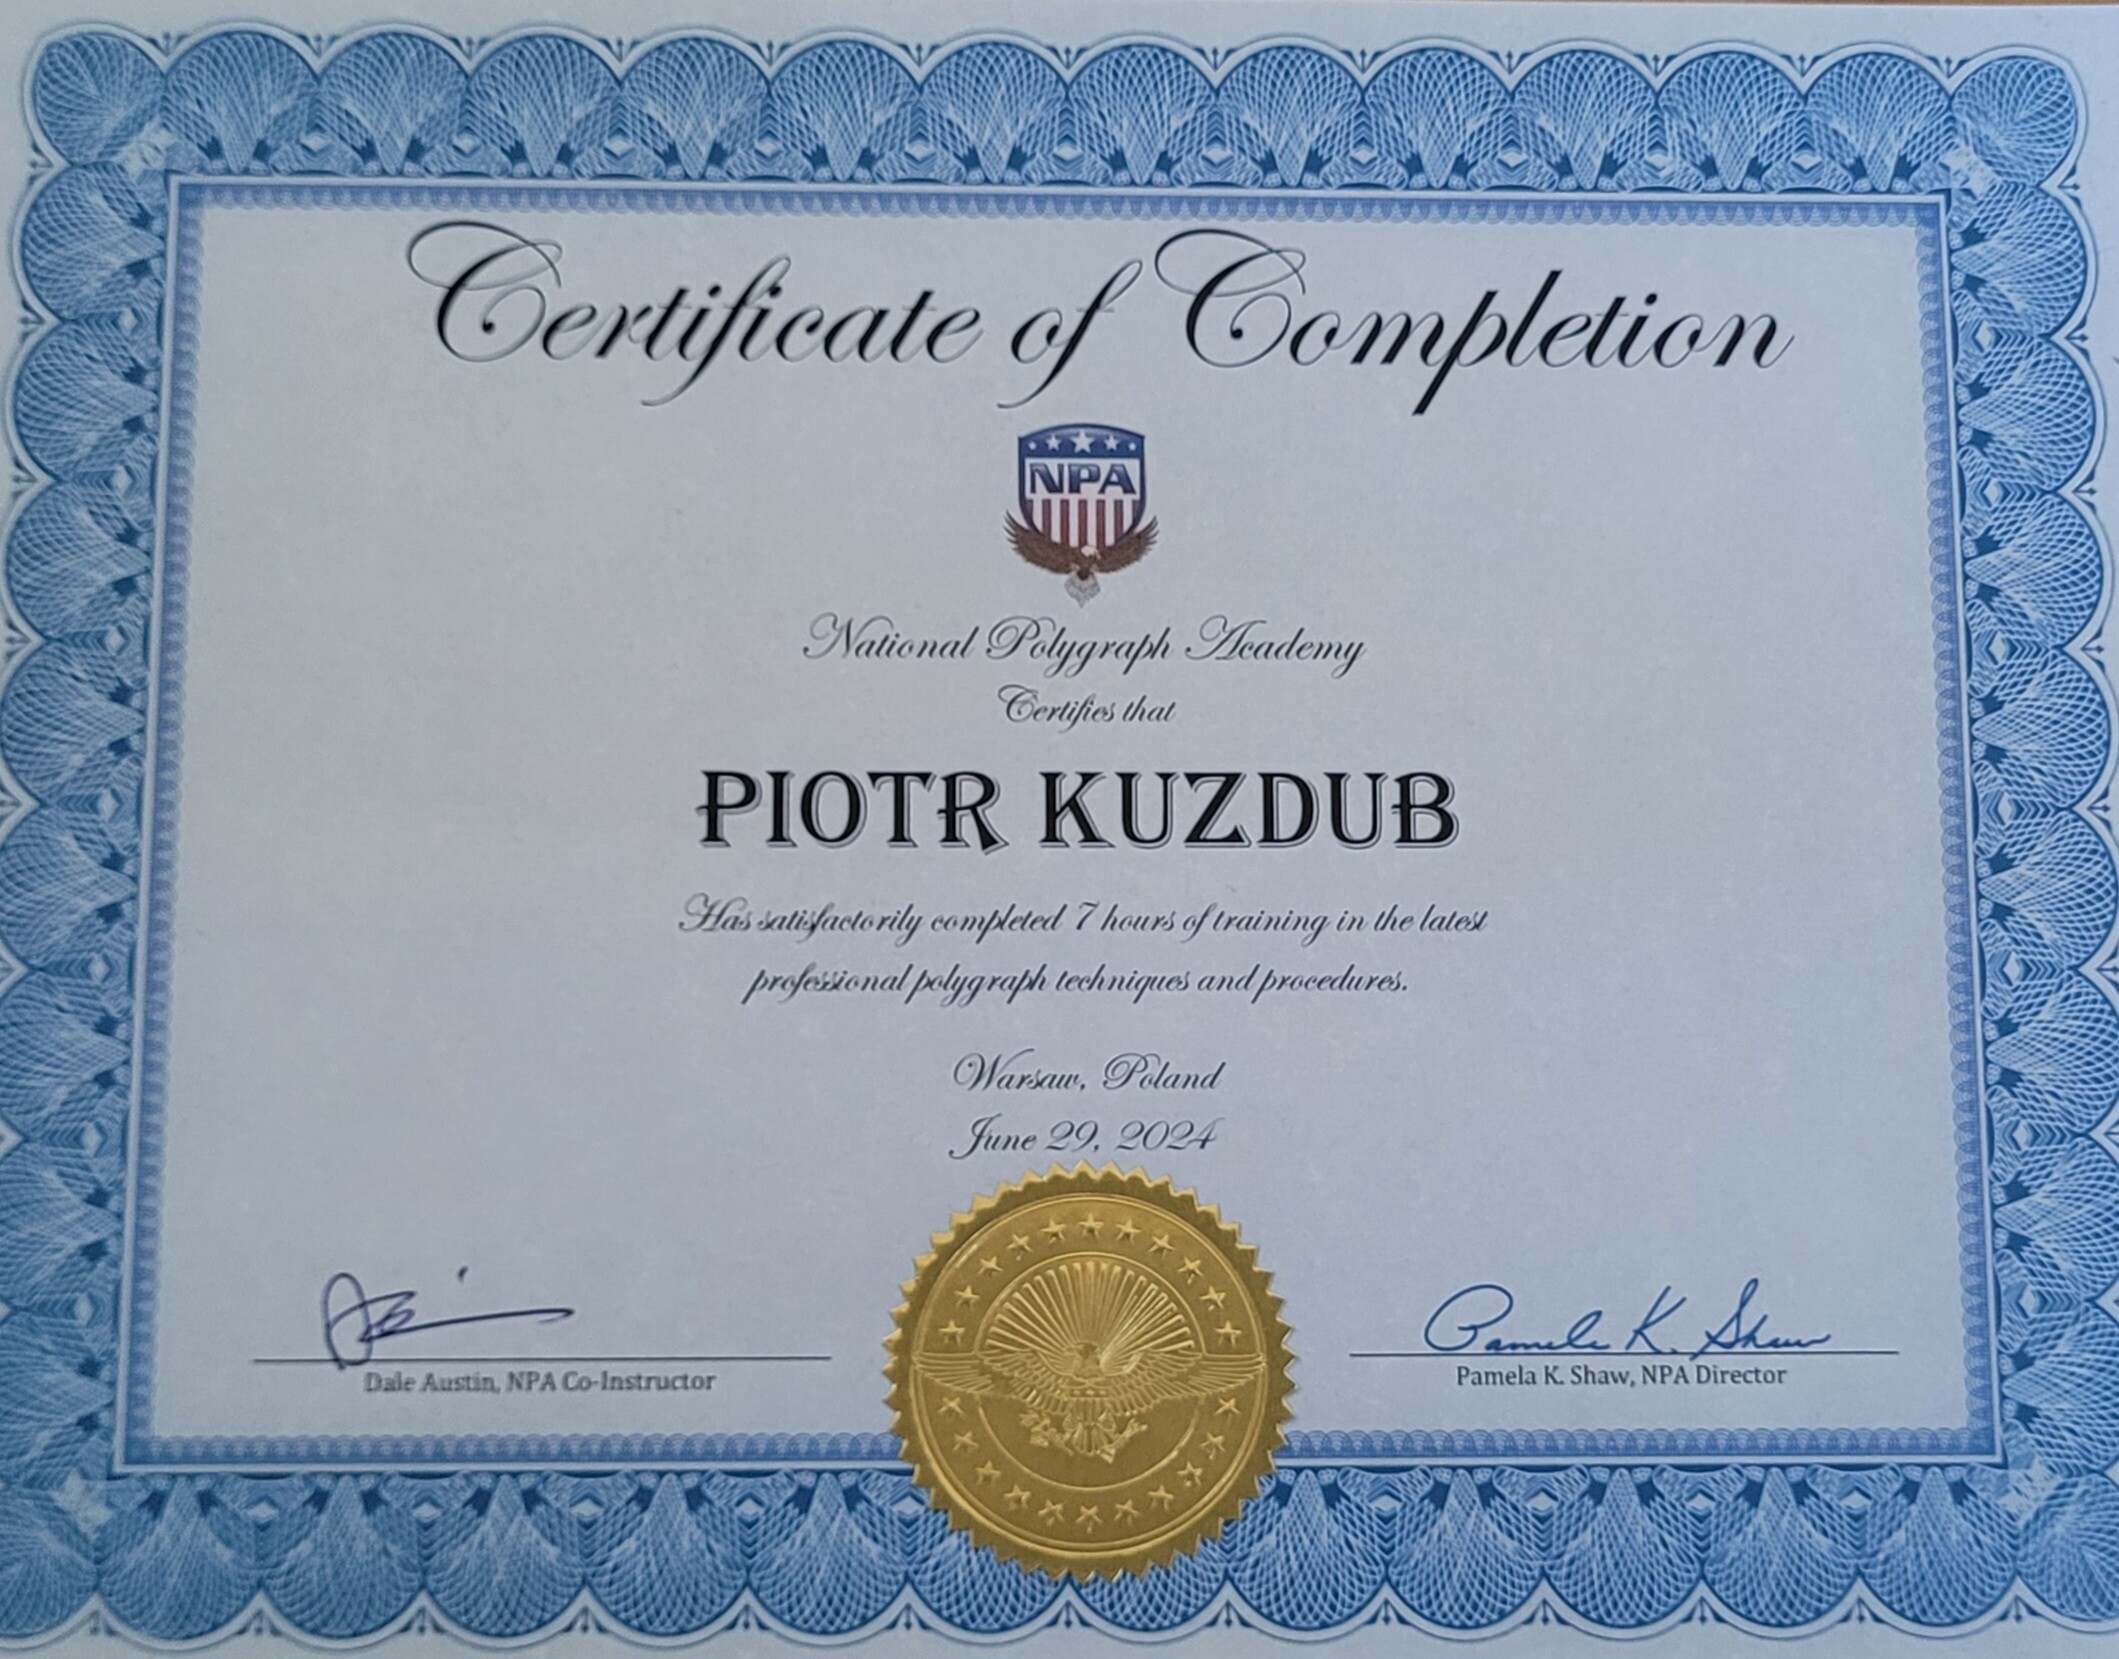 Certificate of Completion
NPA
National Polygraph Academy
Certifies that
PIOTR KUZDUB
Has satisfactorily completed 7 hours of training in the latest
professional polygraph techniques and procedures.
Warsaw, Poland
June 29, 2024
Pamela K. Shaw
Dale Austin, NPA Co-Instructor
Pamela K. Shaw, NPA Director